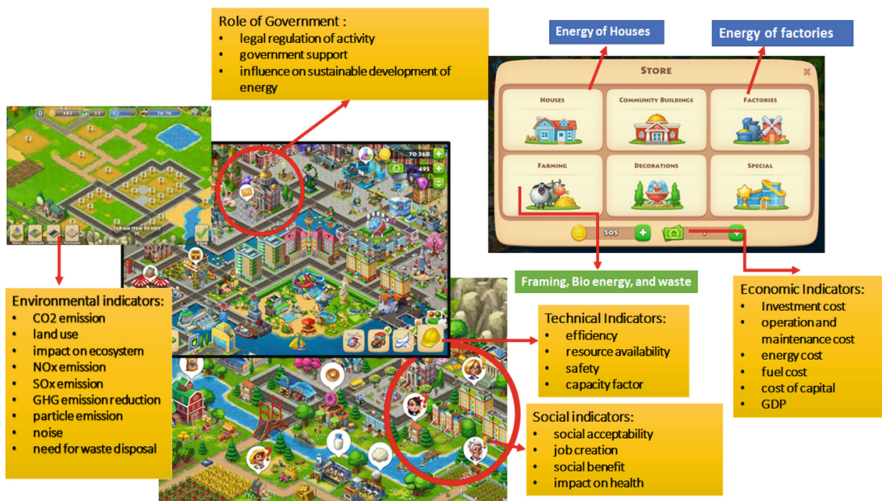 Role of Government :
• legal regulation of activity
• government support
• influence on sustainable development of
energy
Energy of Houses
Energy of factories
STORE
HOUSES
COMMUNITY BUILDINGS
FACTORIES
FARMING
DECORATIONS
SPECIAL
505
70 368
495
Framing, Bio energy, and waste
Environmental indicators:
• CO2 emission
• land use
• impact on ecosystem
• NOx emission
• SOx emission
• GHG emission reduction
• particle emission
• noise
• need for waste disposal
Technical Indicators:
• efficiency
• resource availability
• safety
• capacity factor
Social indicators:
• social acceptability
• job creation
• social benefit
• impact on health
Economic Indicators:
• Investment cost
• operation and
maintenance cost
• energy cost
• fuel cost
• cost of capital
• GDP